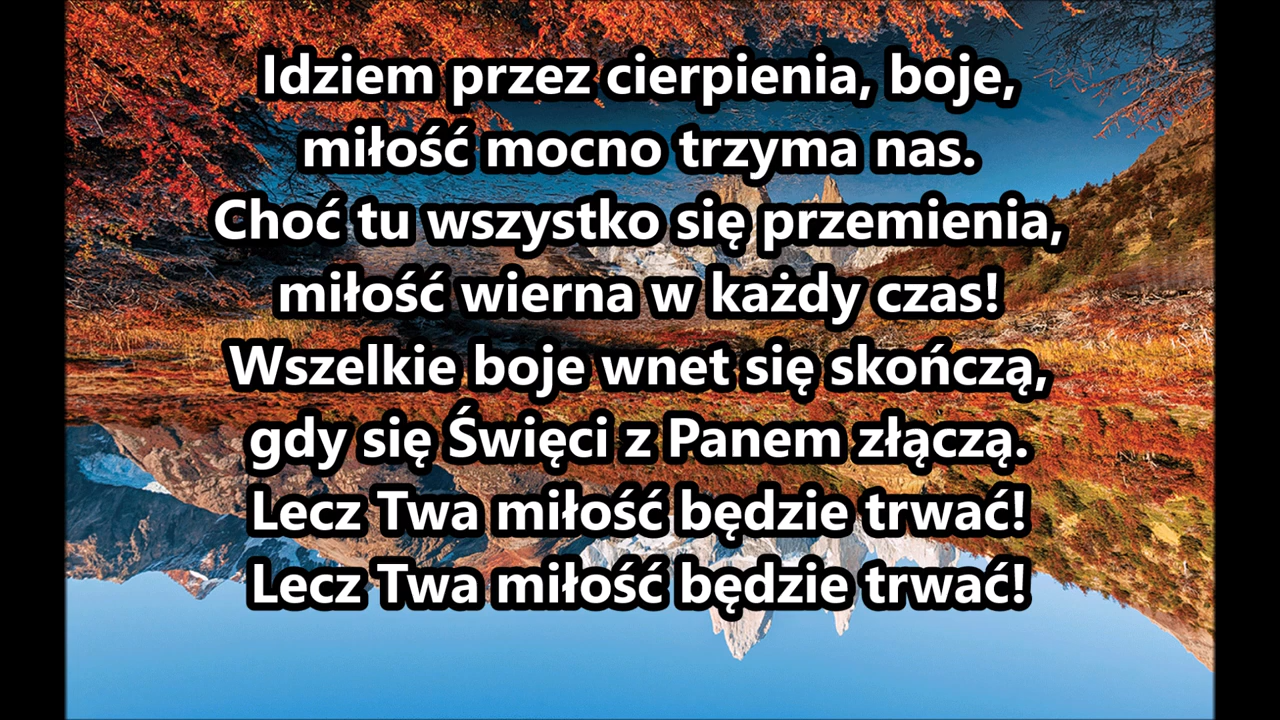 Idziem przez cierpienia, boje,
miłość mocno trzyma nas.
Choć tu wszystko się przemienia,
miłość wierna w każdy czas!
Wszelkie boje wnet się skończą,
gdy się Święci z Panem złączą.
Lecz Twa miłość będzie trwać!
Lecz Twa miłość będzie trwać!